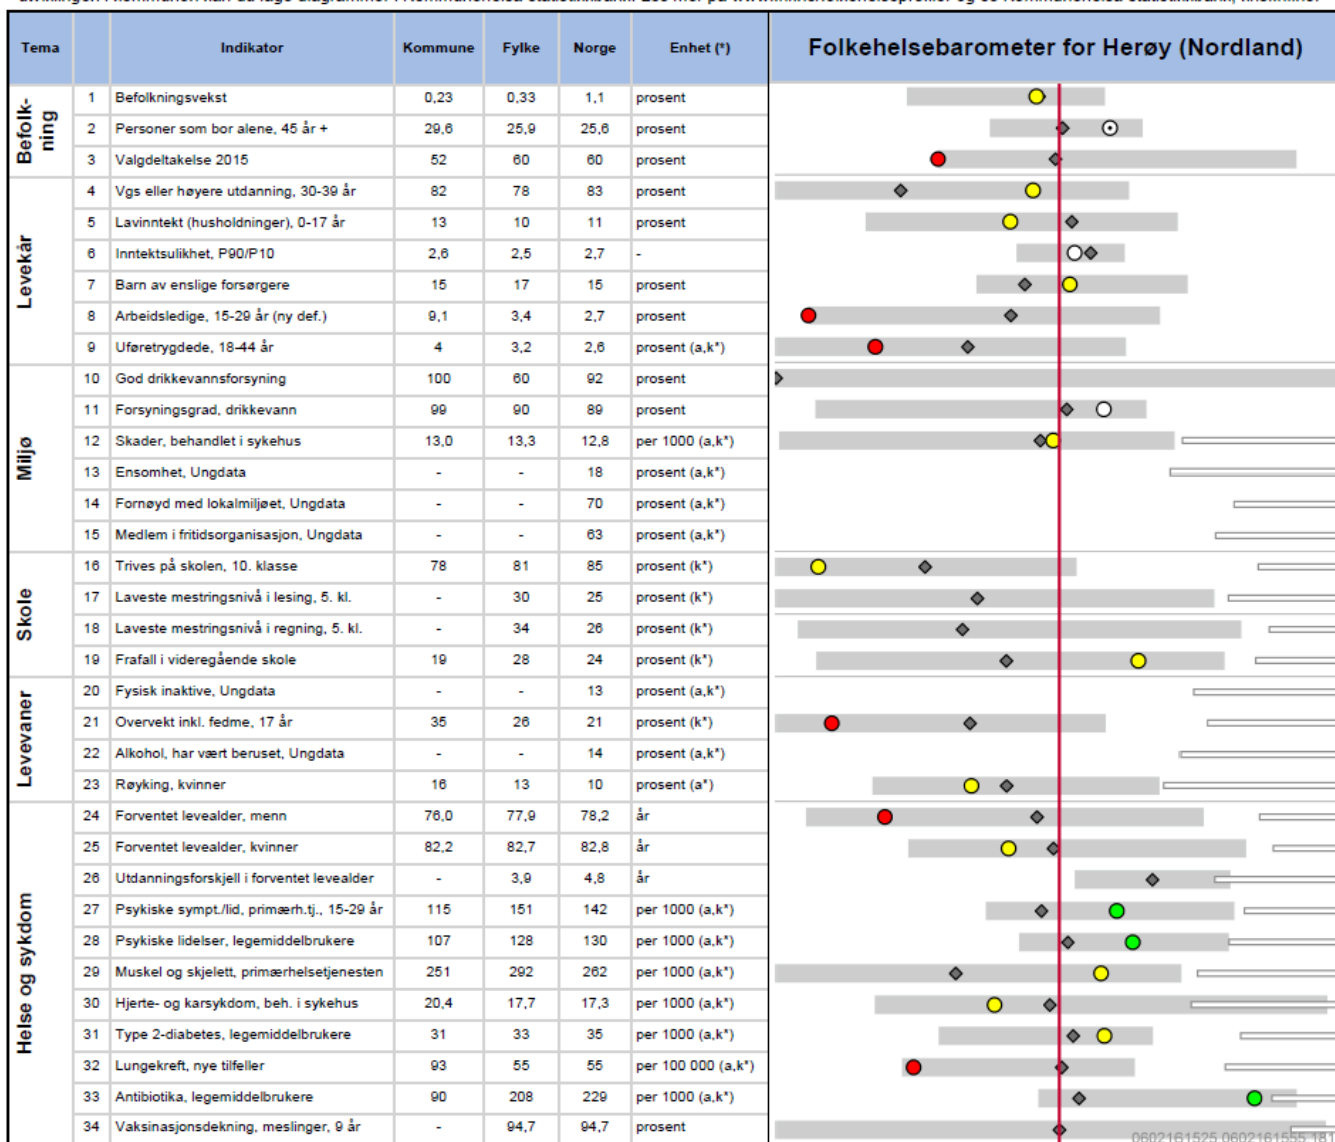 Tema Indikator Kommune Fylke Norge Enhet (*) Folkehelsebarometer for Herøy (Nordland)
Befolk-
ning
1 Befolkningsvekst 0,23 0,33 1,1 prosent
2 Personer som bor alene, 45 år + 29,6 25,9 25,6 prosent
3 Valgdeltakelse 2015 52 60 60 prosent
Levekår
4 Vgs eller høyere utdanning, 30-39 år 82 78 83 prosent
5 Lavinntekt (husholdninger), 0-17 år 13 10 11 prosent
6 Inntektsulikhet, P90/P10 2,6 2,5 2,7 -
7 Barn av enslige forsørgere 15 17 15 prosent
8 Arbeidsledige, 15-29 år (ny def.) 9,1 3,4 2,7 prosent
9 Uføretrygdede, 18-44 år 4 3,2 2,6 prosent (a,k*)
Miljø
10 God drikkevannsforsyning 100 60 92 prosent
11 Forsyningsgrad, drikkevann 99 90 89 prosent
12 Skader, behandlet i sykehus 13,0 13,3 12,8 per 1000 (a,k*)
13 Ensomhet, Ungdata - - 18 prosent (a,k*)
14 Fornøyd med lokalmiljøet, Ungdata - - 70 prosent (a,k*)
15 Medlem i fritidsorganisasjon, Ungdata - - 63 prosent (a,k*)
Skole
16 Trives på skolen, 10. klasse 78 81 85 prosent (k*)
17 Laveste mestringsnivå i lesing, 5. kl. - 30 25 prosent (k*)
18 Laveste mestringsnivå i regning, 5. kl. - 34 26 prosent (k*)
19 Frafall i videregående skole 19 28 24 prosent (k*)
Levevaner
20 Fysisk inaktive, Ungdata - - 13 prosent (a,k*)
21 Overvekt inkl. fedme, 17 år 35 26 21 prosent (k*)
22 Alkohol, har vært beruset, Ungdata - - 14 prosent (a,k*)
23 Røyking, kvinner 16 13 10 prosent (a*)
Helse og sykdom
24 Forventet levealder, menn 76,0 77,9 78,2 år
25 Forventet levealder, kvinner 82,2 82,7 82,8 år
26 Utdanningsforskjell i forventet levealder - 3,9 4,8 år
27 Psykiske sympt./lid, primærh.tj., 15-29 år 115 151 142 per 1000 (a,k*)
28 Psykiske lidelser, legemiddelbrukere 107 128 130 per 1000 (a,k*)
29 Muskel og skjelett, primærhelsetjenesten 251 292 262 per 1000 (a,k*)
30 Hjerte- og karsykdom, beh. i sykehus 20,4 17,7 17,3 per 1000 (a,k*)
31 Type 2-diabetes, legemiddelbrukere 31 33 35 per 1000 (a,k*)
32 Lungekreft, nye tilfeller 93 55 55 per 100 000 (a,k*)
33 Antibiotika, legemiddelbrukere 90 208 229 per 1000 (a,k*)
34 Vaksinasjonsdekning, meslinger, 9 år - 94,7 94,7 prosent